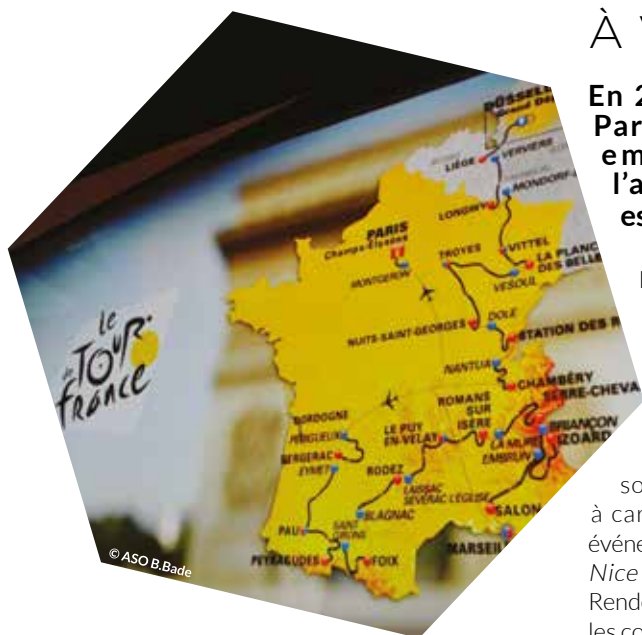 À
En 2
Par
em
l'a
es
so
à car
événe
Nice
Rende
les co
le
TOUR
de
france
DÜSSEL
Grand Dép
LIÈGE
VERVIERS
MONDORF-
LONGWY
PARIS
Champs-Élysées
MONTGERON
TROYES
VITTEL
LA PLANC
DES BELLE
VESOUL
NUITS-SAINT-GEORGES
DOLE
STATION DES R
NANTUA
CHAMBÉRY
DORDOGNE
PÉRIGUEUX
BERGERAC
EYMET
LE PUY
EN-VELAY
ROMANS
SUR
ISÈRE
SERRE-CHEVA
LA MURE
BRIANÇON
IZOARD
EMBRUN
RODEZ
LAISSAC
SÉVÉRAC L'ÉGLISE
BLAGNAC
SALON
MARSEIL
PAU
SAINT
GIRONS
PEYRAGUDES
FOIX
© ASO B.Bade